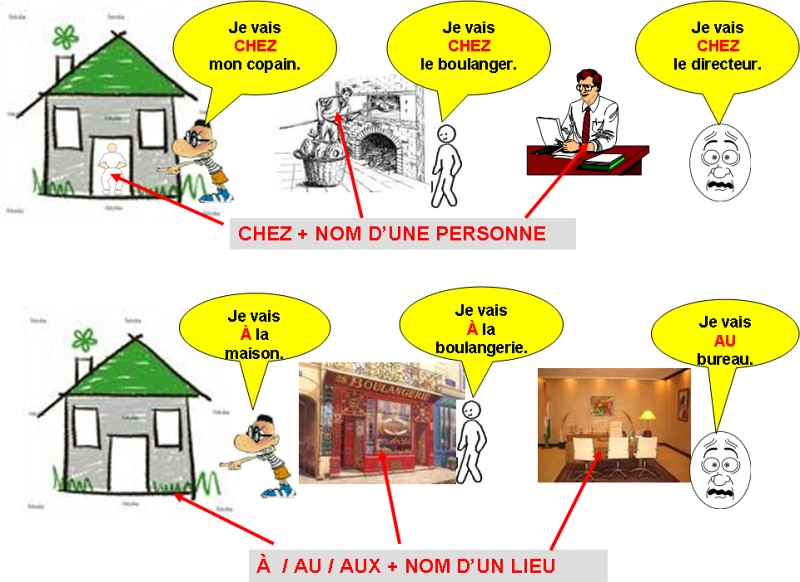 Je vais
CHEZ
mon copain.
Je vais
CHEZ
le boulanger.
Je vais
CHEZ
le directeur.
CHEZ + NOM D'UNE PERSONNE
Je vais
À la
maison.
Je vais
À la
boulangerie.
Je vais
AU
bureau.
28 BOULANGERIE
À / AU / AUX + NOM D'UN LIEU